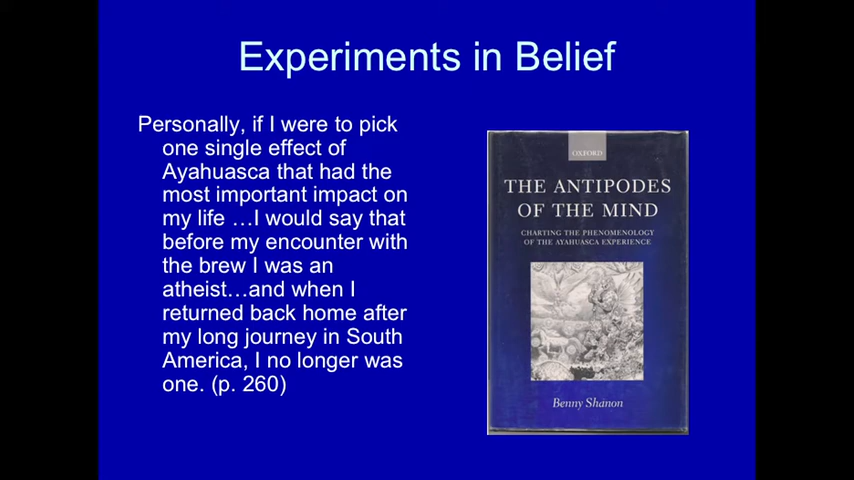 Experiments in Belief
Personally, if I were to pick
one single effect of
Ayahuasca that had the
most important impact on
my life …I would say that
before my encounter with
the brew I was an
atheist…and when I
returned back home after
my long journey in South
America, I no longer was
one. (p. 260)
OXFORD
THE ANTIPODES
OF THE MIND
CHARTING THE PHENOMENOLOGY
OF THE AYAHUASCA EXPERIENCE
Benny Shanon